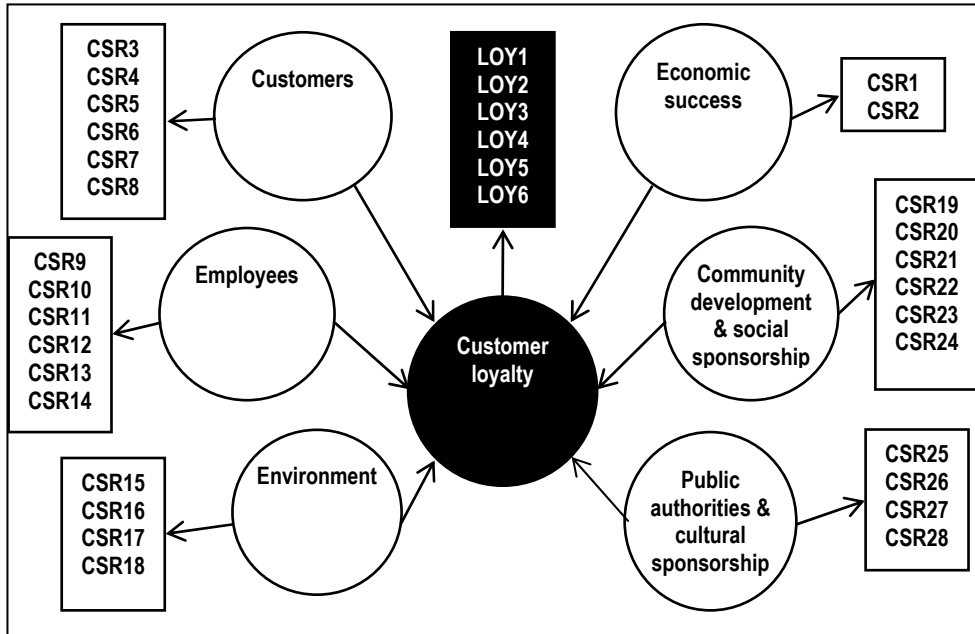 CSR3
CSR4
CSR5
CSR6
CSR7
CSR8
Customers
LOY1
LOY2
LOY3
LOY4
LOY5
LOY6
Economic
success
CSR1
CSR2
CSR9
CSR10
CSR11
CSR12
CSR13
CSR14
Employees
Customer
loyalty
Community
development
& social
sponsorship
CSR19
CSR20
CSR21
CSR22
CSR23
CSR24
CSR15
CSR16
CSR17
CSR18
Environment
Public
authorities &
cultural
sponsorship
CSR25
CSR26
CSR27
CSR28